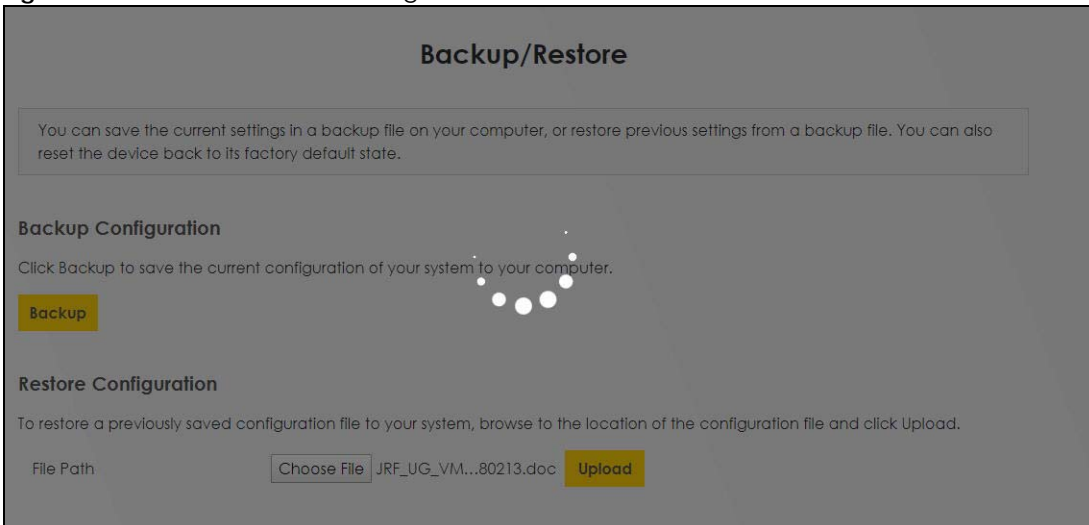 Backup/Restore
You can save the current settings in a backup file on your computer, or restore previous settings from a backup file. You can also
reset the device back to its factory default state.
Backup Configuration
Click Backup to save the current configuration of your system to your computer.
Backup
Restore Configuration
To restore a previously saved configuration file to your system, browse to the location of the configuration file and click Upload.
File Path Choose File JRF_UG_VM...80213.doc Upload